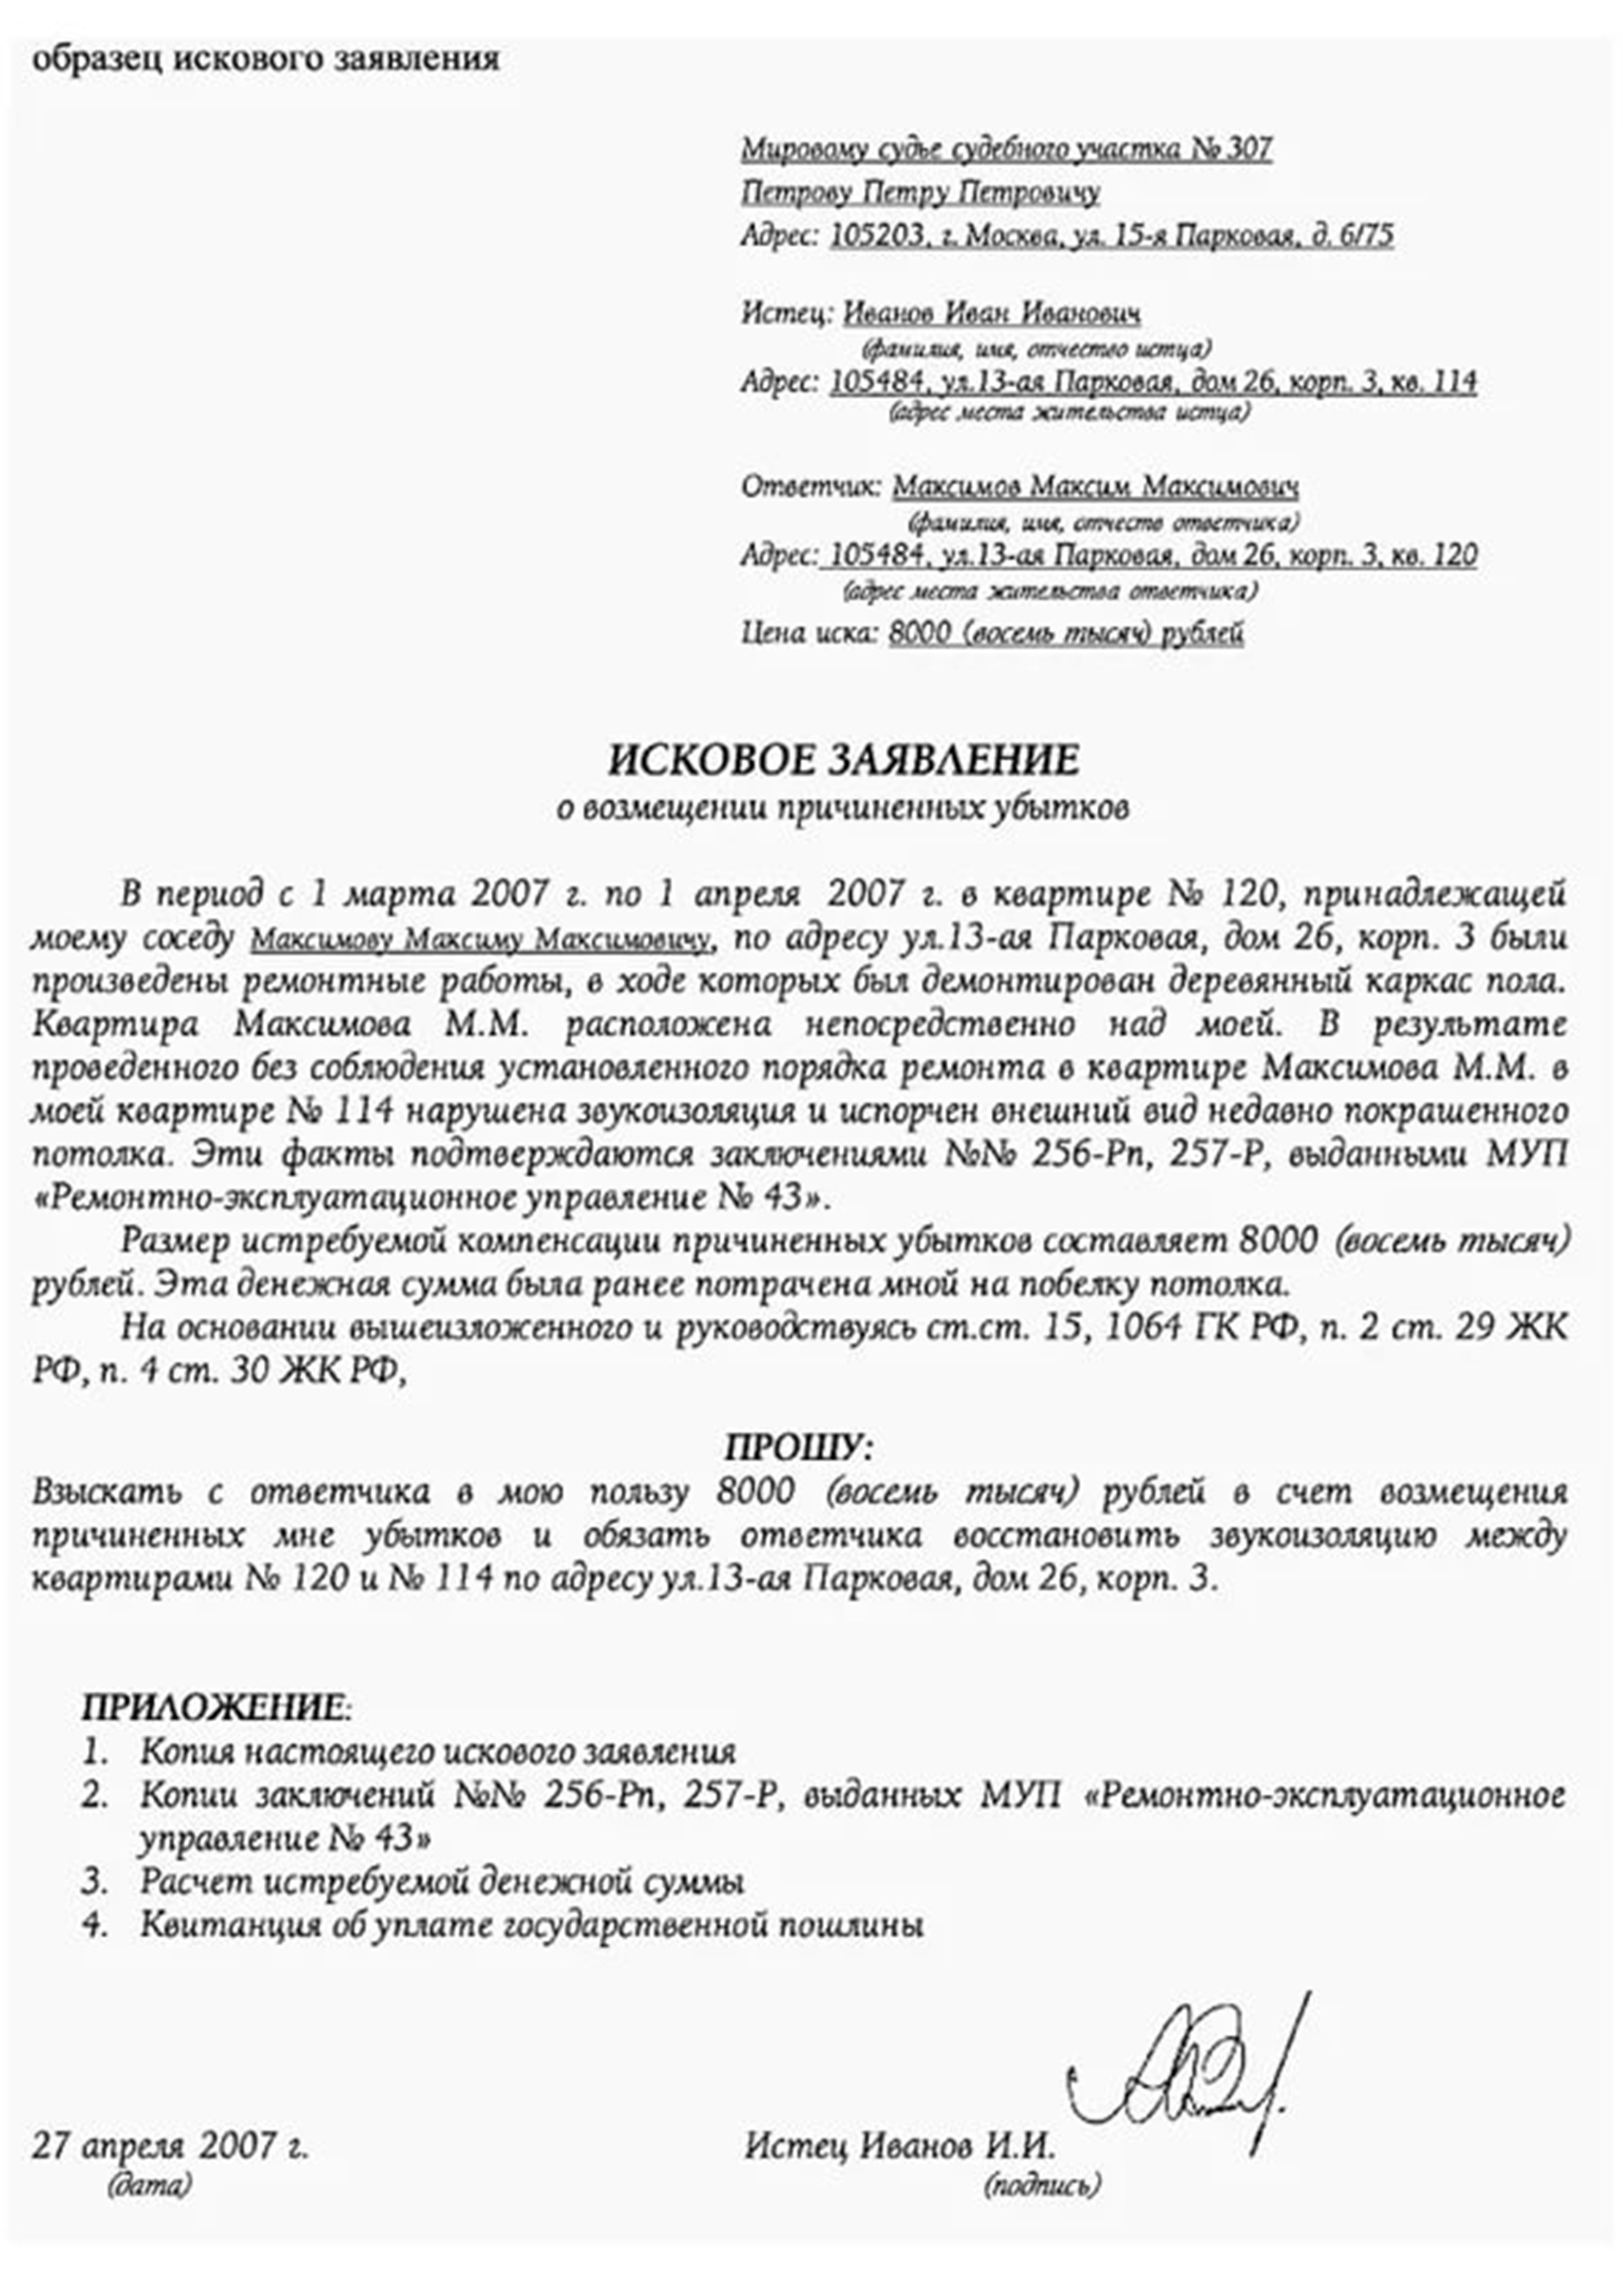 образец искового заявления
Мировому судье судебного участка № 307
Петрову Петру Петровичу
Адрес: 105203, г. Москва, ул. 15-я Парковая, д. 6/75
Истец: Иванов Иван Иванович
(фамилия, имя, отчество истца)
Адрес: 105484, ул.13-ая Парковая, дом 26, корп. 3, кв. 114
(адрес места жительства истца)
Ответчик: Максимов Максим Максимович
(фамилия, имя, отчеств ответчика)
Адрес: 105484, ул.13-ая Парковая, дом 26, корп. 3, кв. 120
(адрес места жительства ответчика)
Цена иска: 8000 (восемь тысяч) рублей
ИСКОВОЕ ЗАЯВЛЕНИЕ
о возмещении причиненных убытков
В период с 1 марта 2007 г. по 1 апреля 2007 г. в квартире № 120, принадлежащей
моему соседу Максимову Максиму Максимовичу, по адресу ул.13-ая Парковая, дом 26, корп. 3 были
произведены ремонтные работы, в ходе которых был демонтирован деревянный каркас пола.
Квартира Максимова М.М. расположена непосредственно над моей. В результате
проведенного без соблюдения установленного порядка ремонта в квартире Максимова М.М. в
моей квартире № 114 нарушена звукоизоляция и испорчен внешний вид недавно покрашенного
потолка. Эти факты подтверждаются заключениями №№ 256-Рп, 257-Р, выданными МУП
«Ремонтно-эксплуатационное управление № 43».
Размер истребуемой компенсации причиненных убытков составляет 8000 (восемь тысяч)
рублей. Эта денежная сумма была ранее потрачена мной на побелку потолка.
На основании вышеизложенного и руководствуясь ст.ст. 15, 1064 ГК РФ, п. 2 ст. 29 ЖК
РФ, п. 4 ст. 30 ЖК РФ,
ПРОШУ:
Взыскать с ответчика в мою пользу 8000 (восемь тысяч) рублей в счет возмещения
причиненных мне убытков и обязать ответчика восстановить звукоизоляцию между
квартирами № 120 и № 114 по адресу ул.13-ая Парковая, дом 26, корп. 3.
ПРИЛОЖЕНИЕ:
1. Копия настоящего искового заявления
2. Копии заключений №№ 256-Рп, 257-Р, выданных МУП «Ремонтно-эксплуатационное
управление № 43»
3. Расчет истребуемой денежной суммы
4. Квитанция об уплате государственной пошлины
27 апреля 2007 г.
(дата)
Истец Иванов И.И.
(подпись)